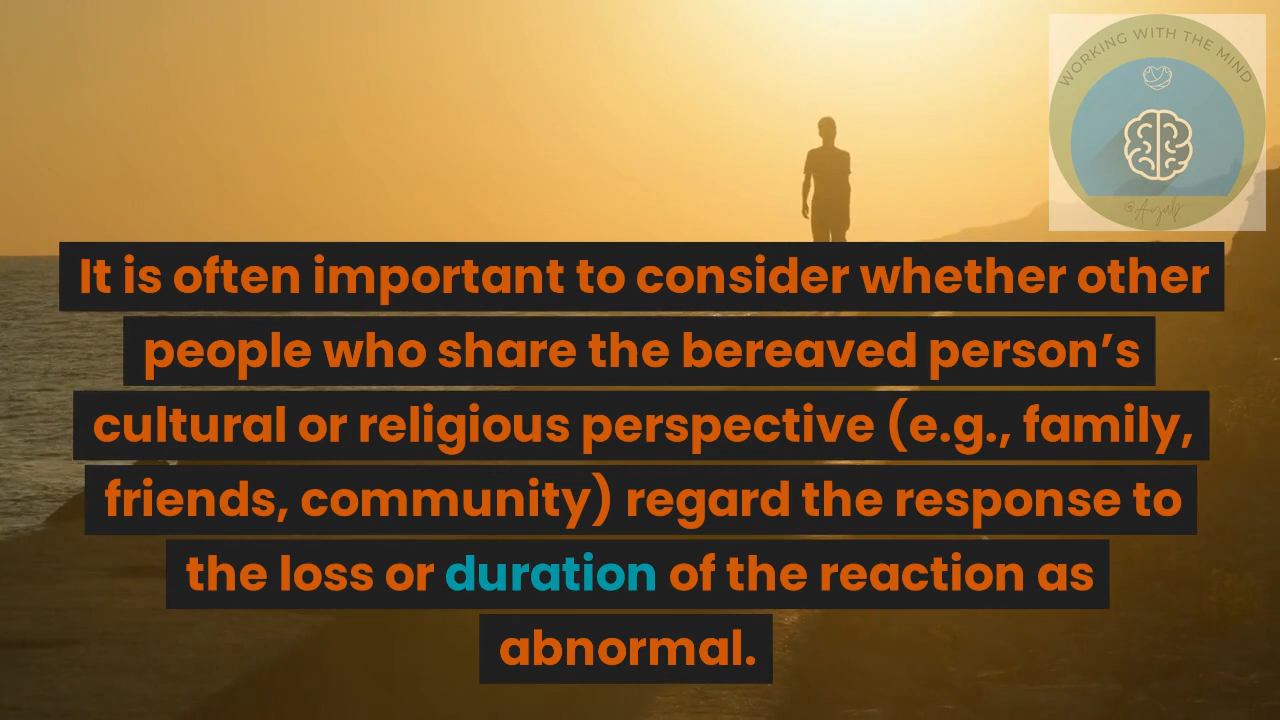 WORKING WITH THE MIND
@Ayub
It is often important to consider whether other
people who share the bereaved person’s
cultural or religious perspective (e.g., family,
friends, community) regard the response to
the loss or duration of the reaction as
abnormal.